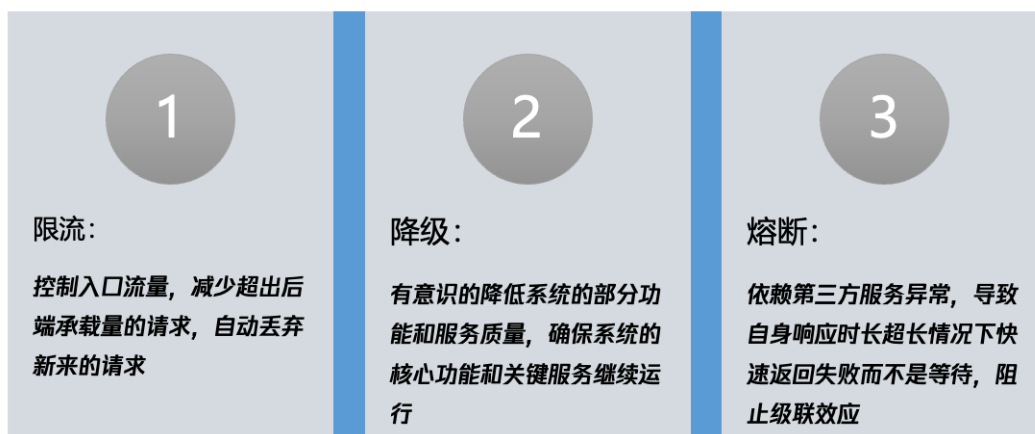 1
限流：
控制入口流量，减少超出后
端承载量的请求，自动丢弃
新来的请求
2
降级：
有意识的降低系统的部分功
能和服务质量，确保系统的
核心功能和关键服务继续运
行
3
熔断：
依赖第三方服务异常，导致
自身响应时长超长情况下快
速返回失败而不是等待，阻
止级联效应